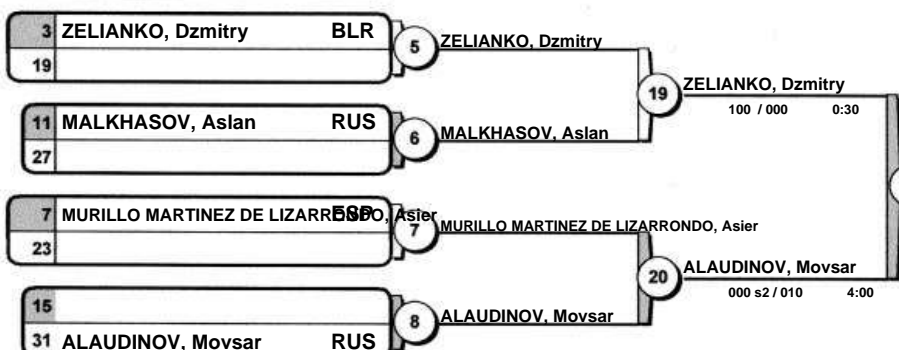 3 ZELIANKO, Dzmitry BLR
19
5 ZELIANKO, Dzmitry
11 MALKHASOV, Aslan RUS
27
6 MALKHASOV, Aslan
19 ZELIANKO, Dzmitry
100 / 000 0:30
7 MURILLO MARTINEZ DE LIZARRONDO, Asier ESP
23
7 MURILLO MARTINEZ DE LIZARRONDO, Asier
15
31 ALAUDINOV, Movsar RUS
8 ALAUDINOV, Movsar
20 ALAUDINOV, Movsar
000 s2 / 010 4:00